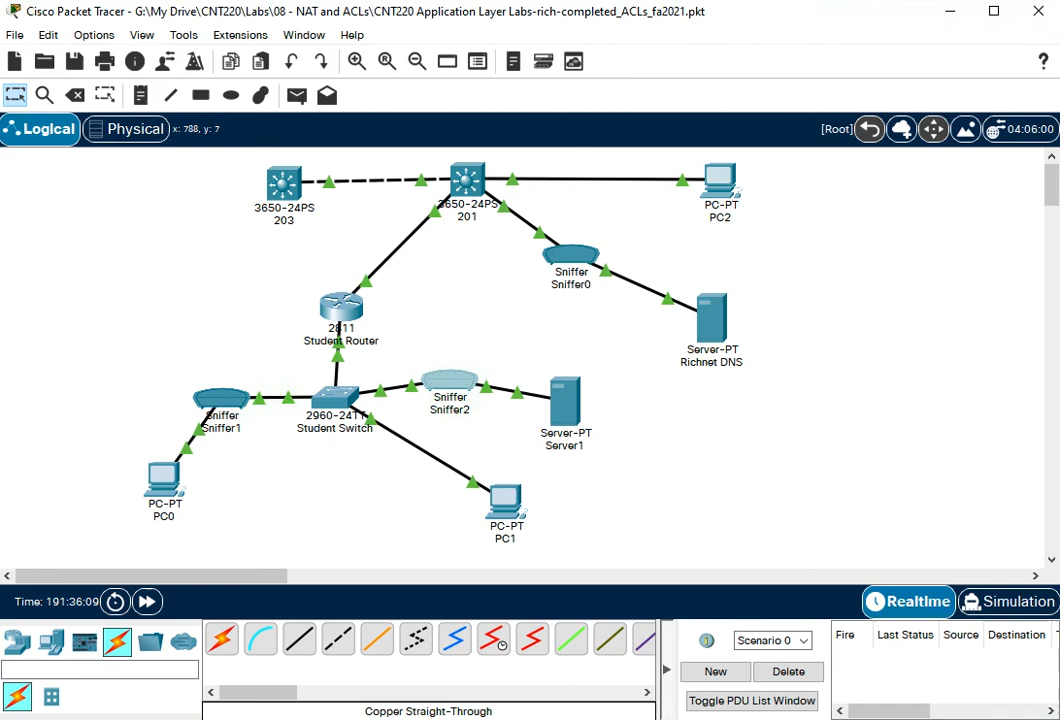 Cisco Packet Tracer - G:\My Drive\CNT220\Labs\08 - NAT and ACLs\CNT220 Application Layer Labs-rich-completed_ACLs_fa2021.pkt
File Edit Options View Tools Extensions Window Help
Logical Physical x: 788, y: 7 [Root] 04:06:00
3650-24PS
203
3650-24PS
201
PC-PT
PC2
Sniffer
Sniffer0
2811
Student Router
Server-PT
Richnet DNS
Sniffer
Sniffer1
2960-24TT
Student Switch
Sniffer
Sniffer2
Server-PT
Server1
PC-PT
PC0
PC-PT
PC1
Time: 191:36:09 Realtime Simulation
Scenario 0 Fire Last Status Source Destination
New Delete
Toggle PDU List Window
Copper Straight-Through